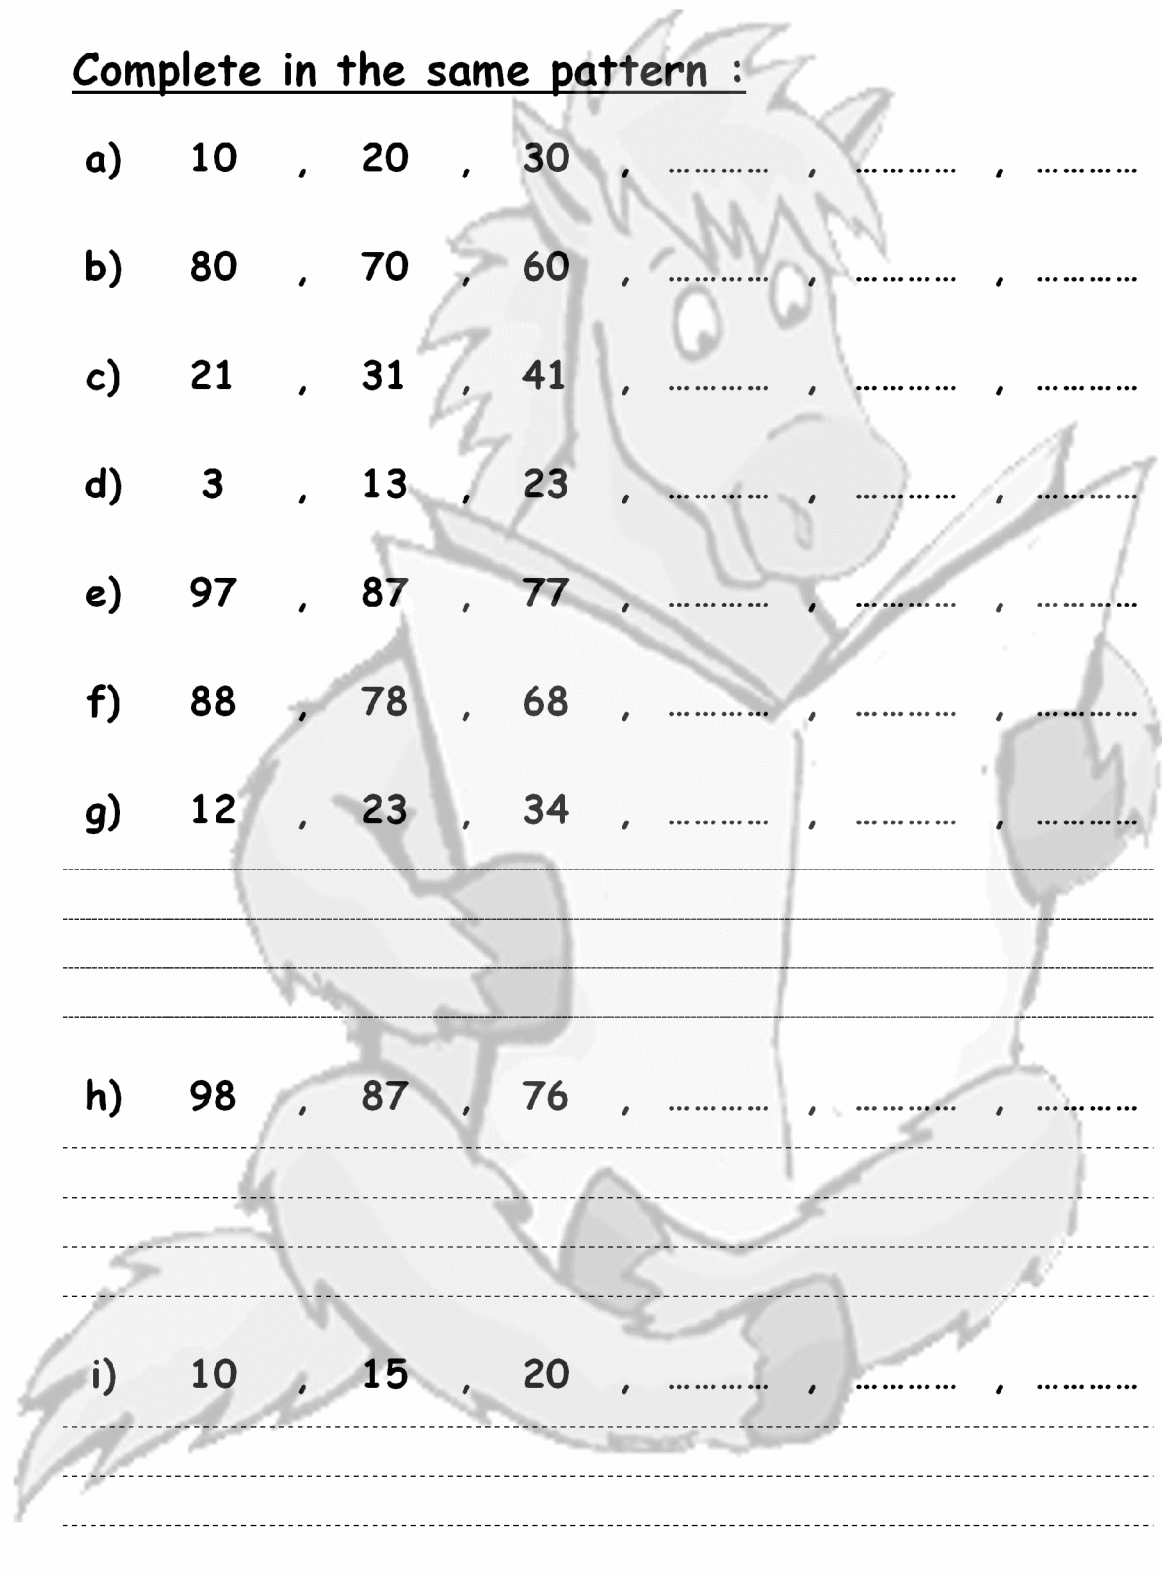 Complete in the same pattern :
a) 10 , 20 , 30 , ………… , ………… , …………
b) 80 , 70 , 60 , ………… , ………… , …………
c) 21 , 31 , 41 , ………… , ………… , …………
d) 3 , 13 , 23 , ………… , ………… , …………
e) 97 , 87 , 77 , ………… , ………… , …………
f) 88 , 78 , 68 , ………… , ………… , …………
g) 12 , 23 , 34 , ………… , ………… , …………
h) 98 , 87 , 76 , ………… , ………… , …………
i) 10 , 15 , 20 , ………… , ………… , …………